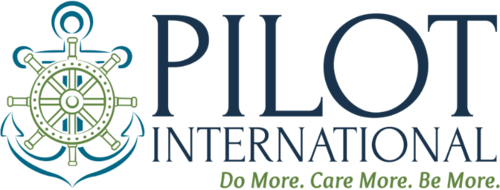 PILOT
INTERNATIONAL
Do More. Care More. Be More.